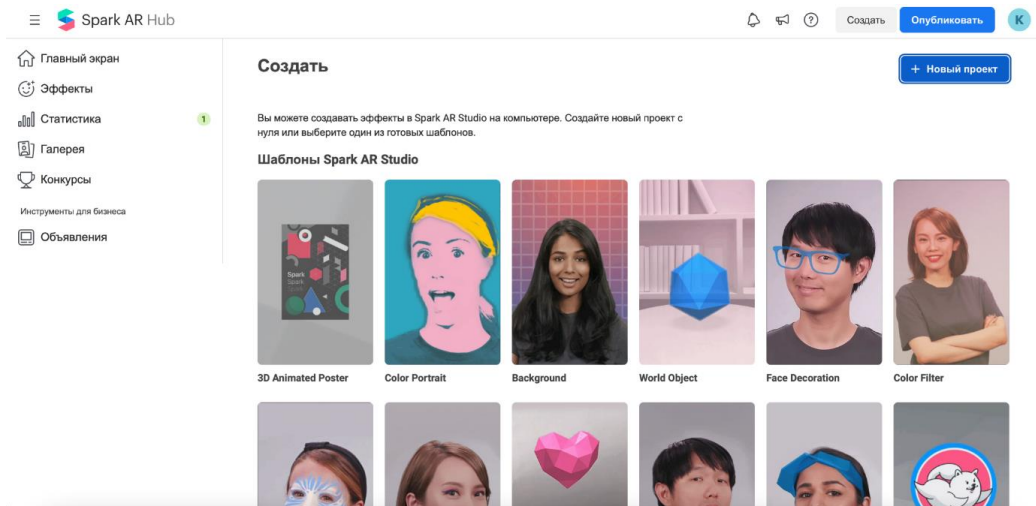 Spark AR Hub
Создать
Опубликовать
K
Главный экран
Эффекты
Статистика
1
Галерея
Конкурсы
Инструменты для бизнеса
Объявления
Создать
+ Новый проект
Вы можете создавать эффекты в Spark AR Studio на компьютере. Создайте новый проект с
нуля или выберите один из готовых шаблонов.
Шаблоны Spark AR Studio
Spark
Spark
3D Animated Poster
Color Portrait
Background
World Object
Face Decoration
Color Filter